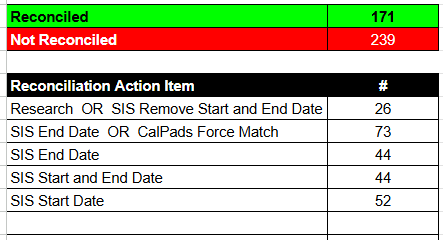 Reconciled 171
Not Reconciled 239
Reconciliation Action Item #
Research OR SIS Remove Start and End Date 26
SIS End Date OR CalPads Force Match 73
SIS End Date 44
SIS Start and End Date 44
SIS Start Date 52